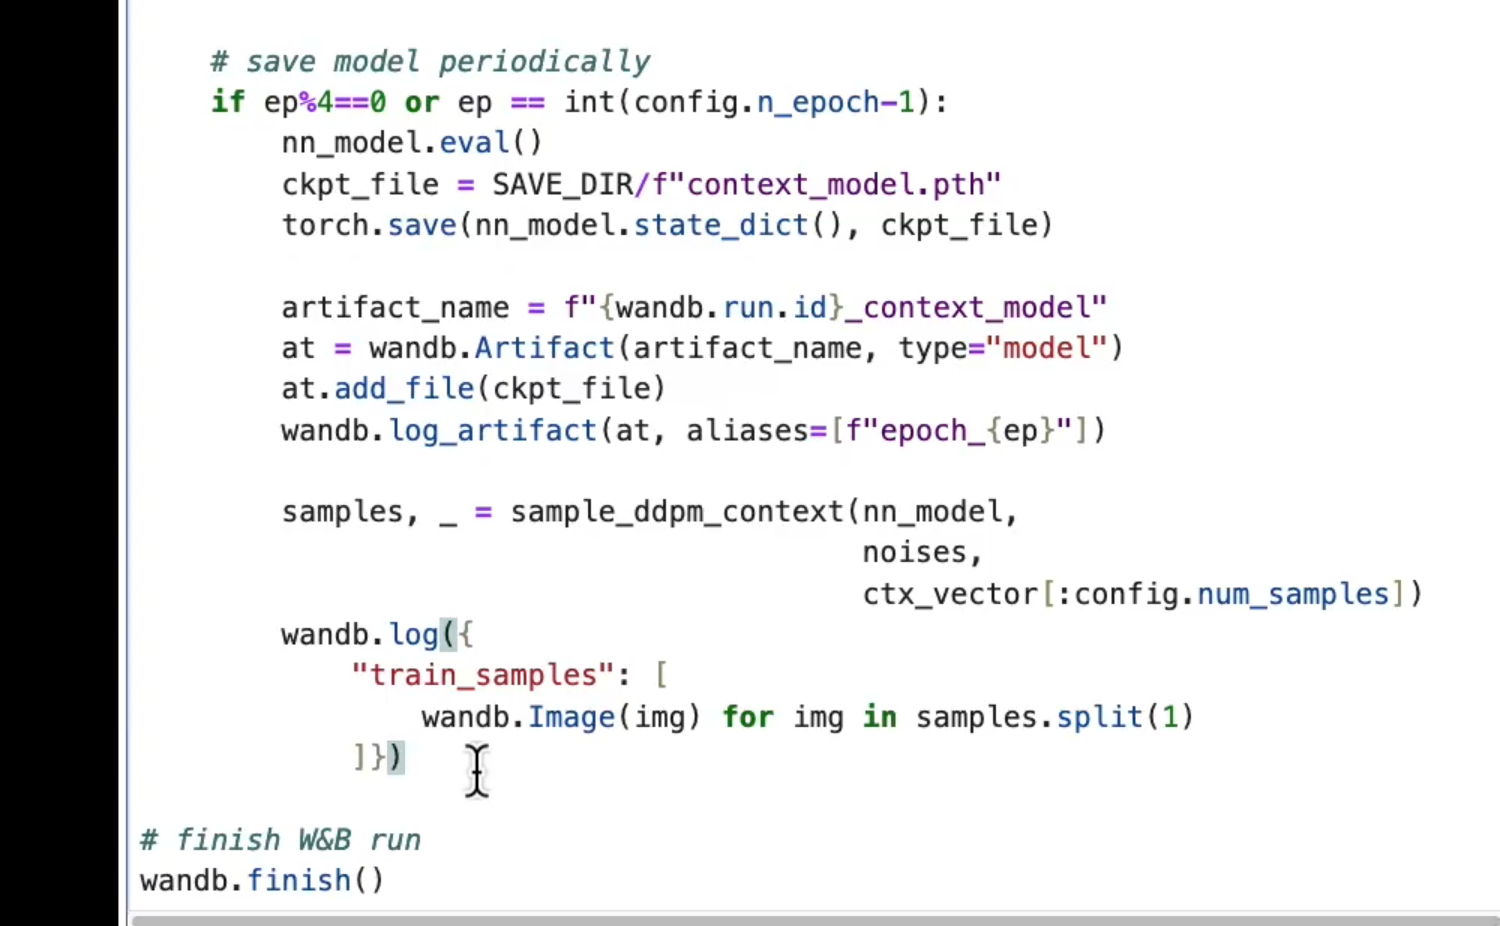 # save model periodically
if ep%4==0 or ep == int(config.n_epoch-1):
nn_model.eval()
ckpt_file = SAVE_DIR/f"context_model.pth"
torch.save(nn_model.state_dict(), ckpt_file)
artifact_name = f"{wandb.run.id}_context_model"
at = wandb.Artifact(artifact_name, type="model")
at.add_file(ckpt_file)
wandb.log_artifact(at, aliases=[f"epoch_{ep}"])
samples, _ = sample_ddpm_context(nn_model,
noises,
ctx_vector[:config.num_samples])
wandb.log({
"train_samples": [
wandb.Image(img) for img in samples.split(1)
]})
# finish W&B run
wandb.finish()